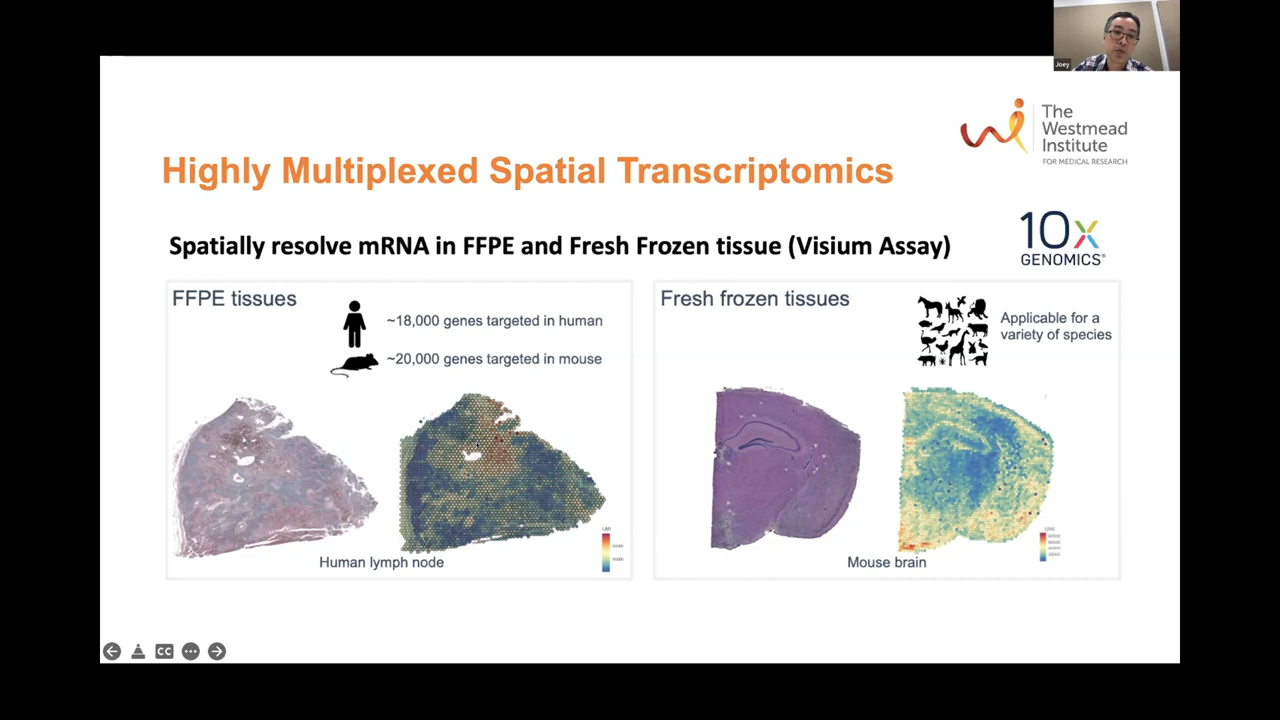 Joey
The
Westmead
Institute
FOR MEDICAL RESEARCH
Highly Multiplexed Spatial Transcriptomics
Spatially resolve mRNA in FFPE and Fresh Frozen tissue (Visium Assay)
10x
GENOMICS®
FFPE tissues
~18,000 genes targeted in human
~20,000 genes targeted in mouse
Human lymph node
Fresh frozen tissues
Applicable for a
variety of species
Mouse brain
CC